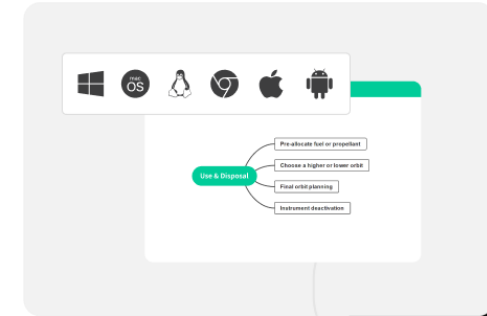 mac
OS
Pre-allocate fuel or propellant
Choose a higher or lower orbit
Use & Disposal
Final orbit planning
Instrument deactivation